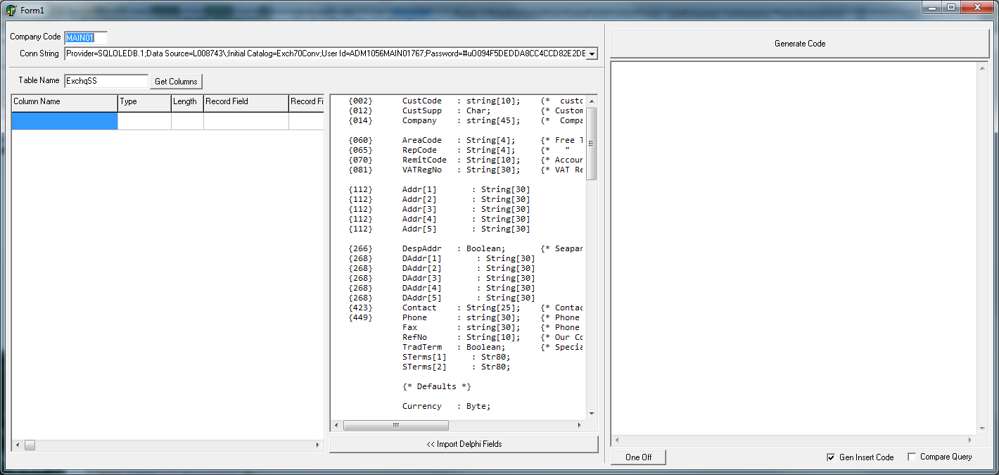 Form1
Company Code MAIN01
Conn String Provider=SQLOLEDB.1;Data Source=L008743\;Initial Catalog=Exch70Conv;User Id=ADM1056MAIN01767;Password=#uO094F5DEDDA8CC4CCD82E2DE
Table Name ExchqSS Get Columns
Column Name Type Length Record Field Record Fi
{002} CustCode : string[10]; (* custo
{012} CustSupp : Char; {* Custom
{014} Company : string[45]; (* Compa
{060} AreaCode : String[4]; {* Free T
{065} RepCode : String[4]; {* "
{070} RemitCode : String[10]; {* Accour
{081} VATRegNo : String[30]; {* VAT Re
{112} Addr[1] : String[30]
{112} Addr[2] : String[30]
{112} Addr[3] : String[30]
{112} Addr[4] : String[30]
{112} Addr[5] : String[30]
{266} DespAddr : Boolean; {* Seapar
{268} DAddr[1] : String[30]
{268} DAddr[2] : String[30]
{268} DAddr[3] : String[30]
{268} DAddr[4] : String[30]
{268} DAddr[5] : String[30]
{423} Contact : String[25]; {* Contac
{449} Phone : string[30]; {* Phone
Fax : string[30]; {* Phone
RefNo : String[10]; {* Our Co
TradTerm : Boolean; {* Specia
STerms[1] : Str80;
STerms[2] : Str80;
{* Defaults *}
Currency : Byte;
<< Import Delphi Fields
Generate Code
One Off
Gen Insert Code
Compare Query